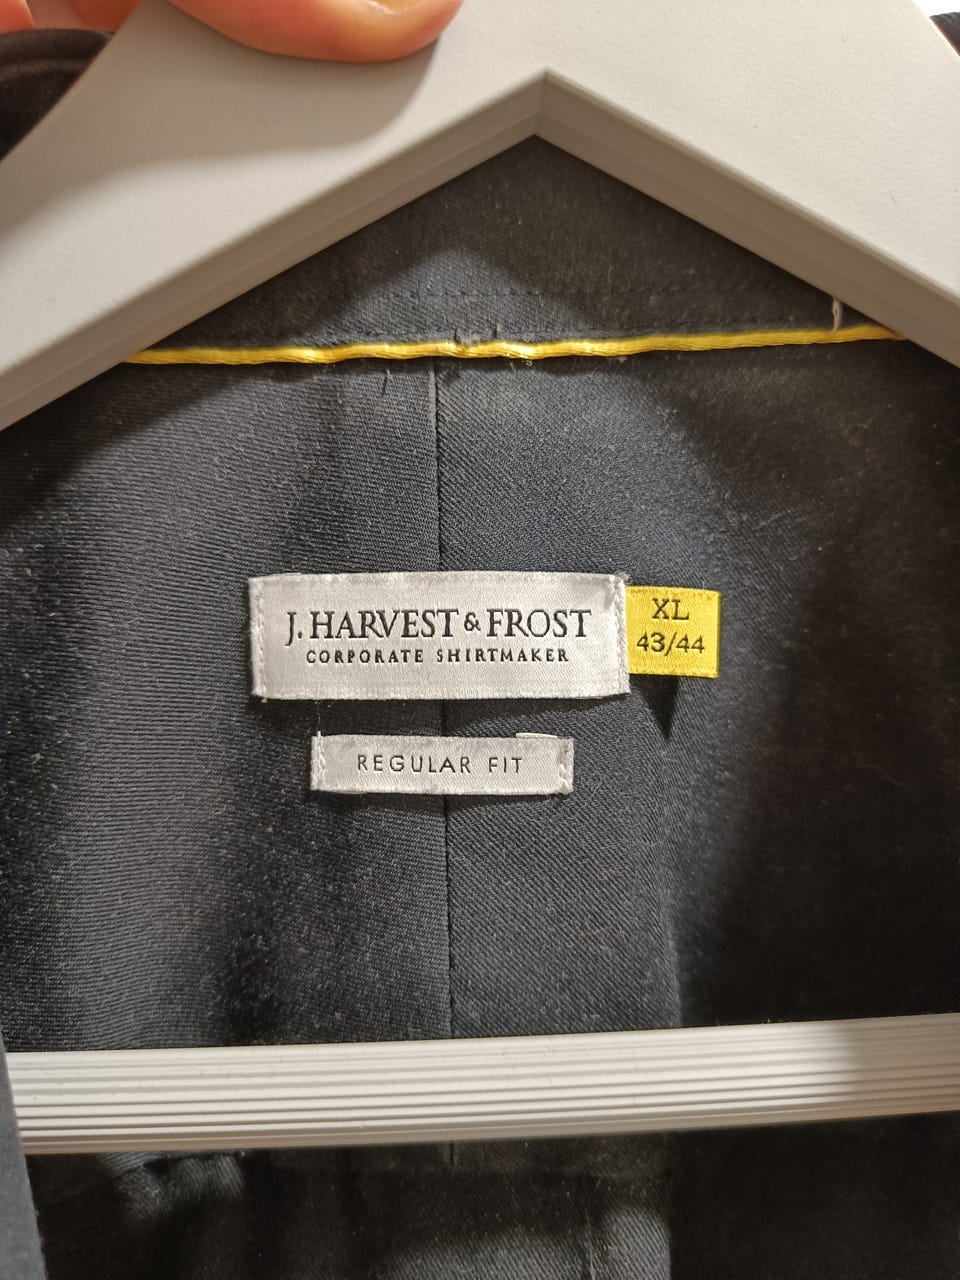 J. HARVEST & FROST
CORPORATE SHIRTMAKER
XL
43/44
REGULAR FIT